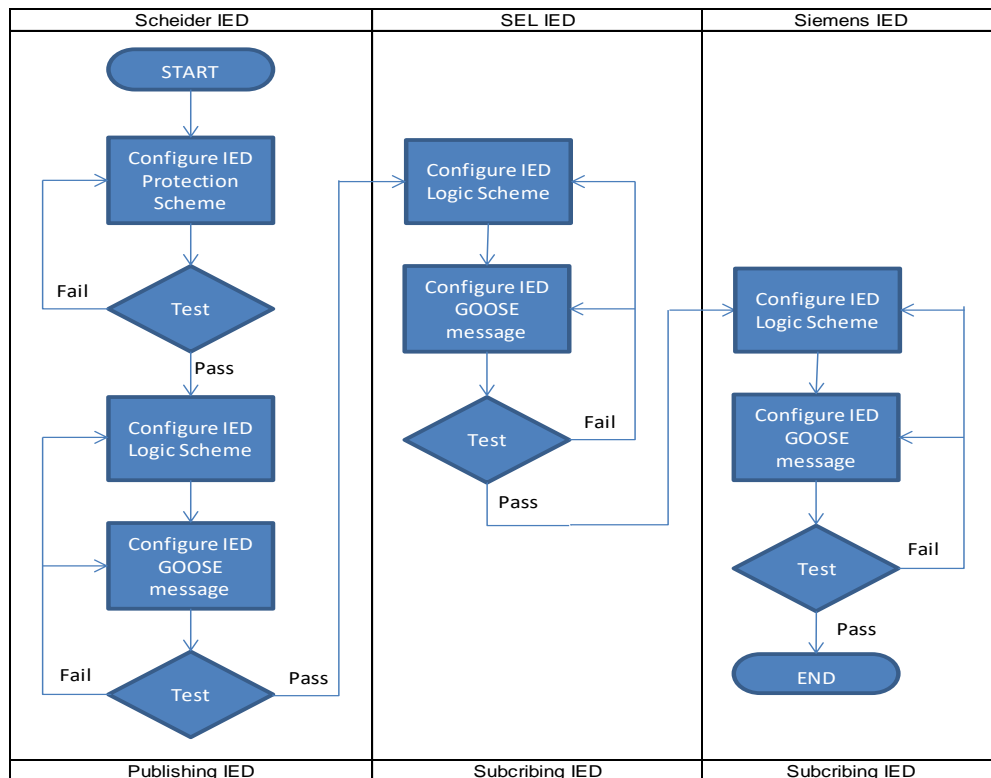 Scheider IED
SEL IED
Siemens IED
START
Configure IED
Protection
Scheme
Fail
Test
Pass
Configure IED
Logic Scheme
Configure IED
GOOSE
message
Fail
Test
Pass
Configure IED
Logic Scheme
Configure IED
GOOSE
message
Test
Fail
Pass
Configure IED
Logic Scheme
Configure IED
GOOSE
message
Test
Fail
Pass
END
Publishing IED
Subcribing IED
Subcribing IED